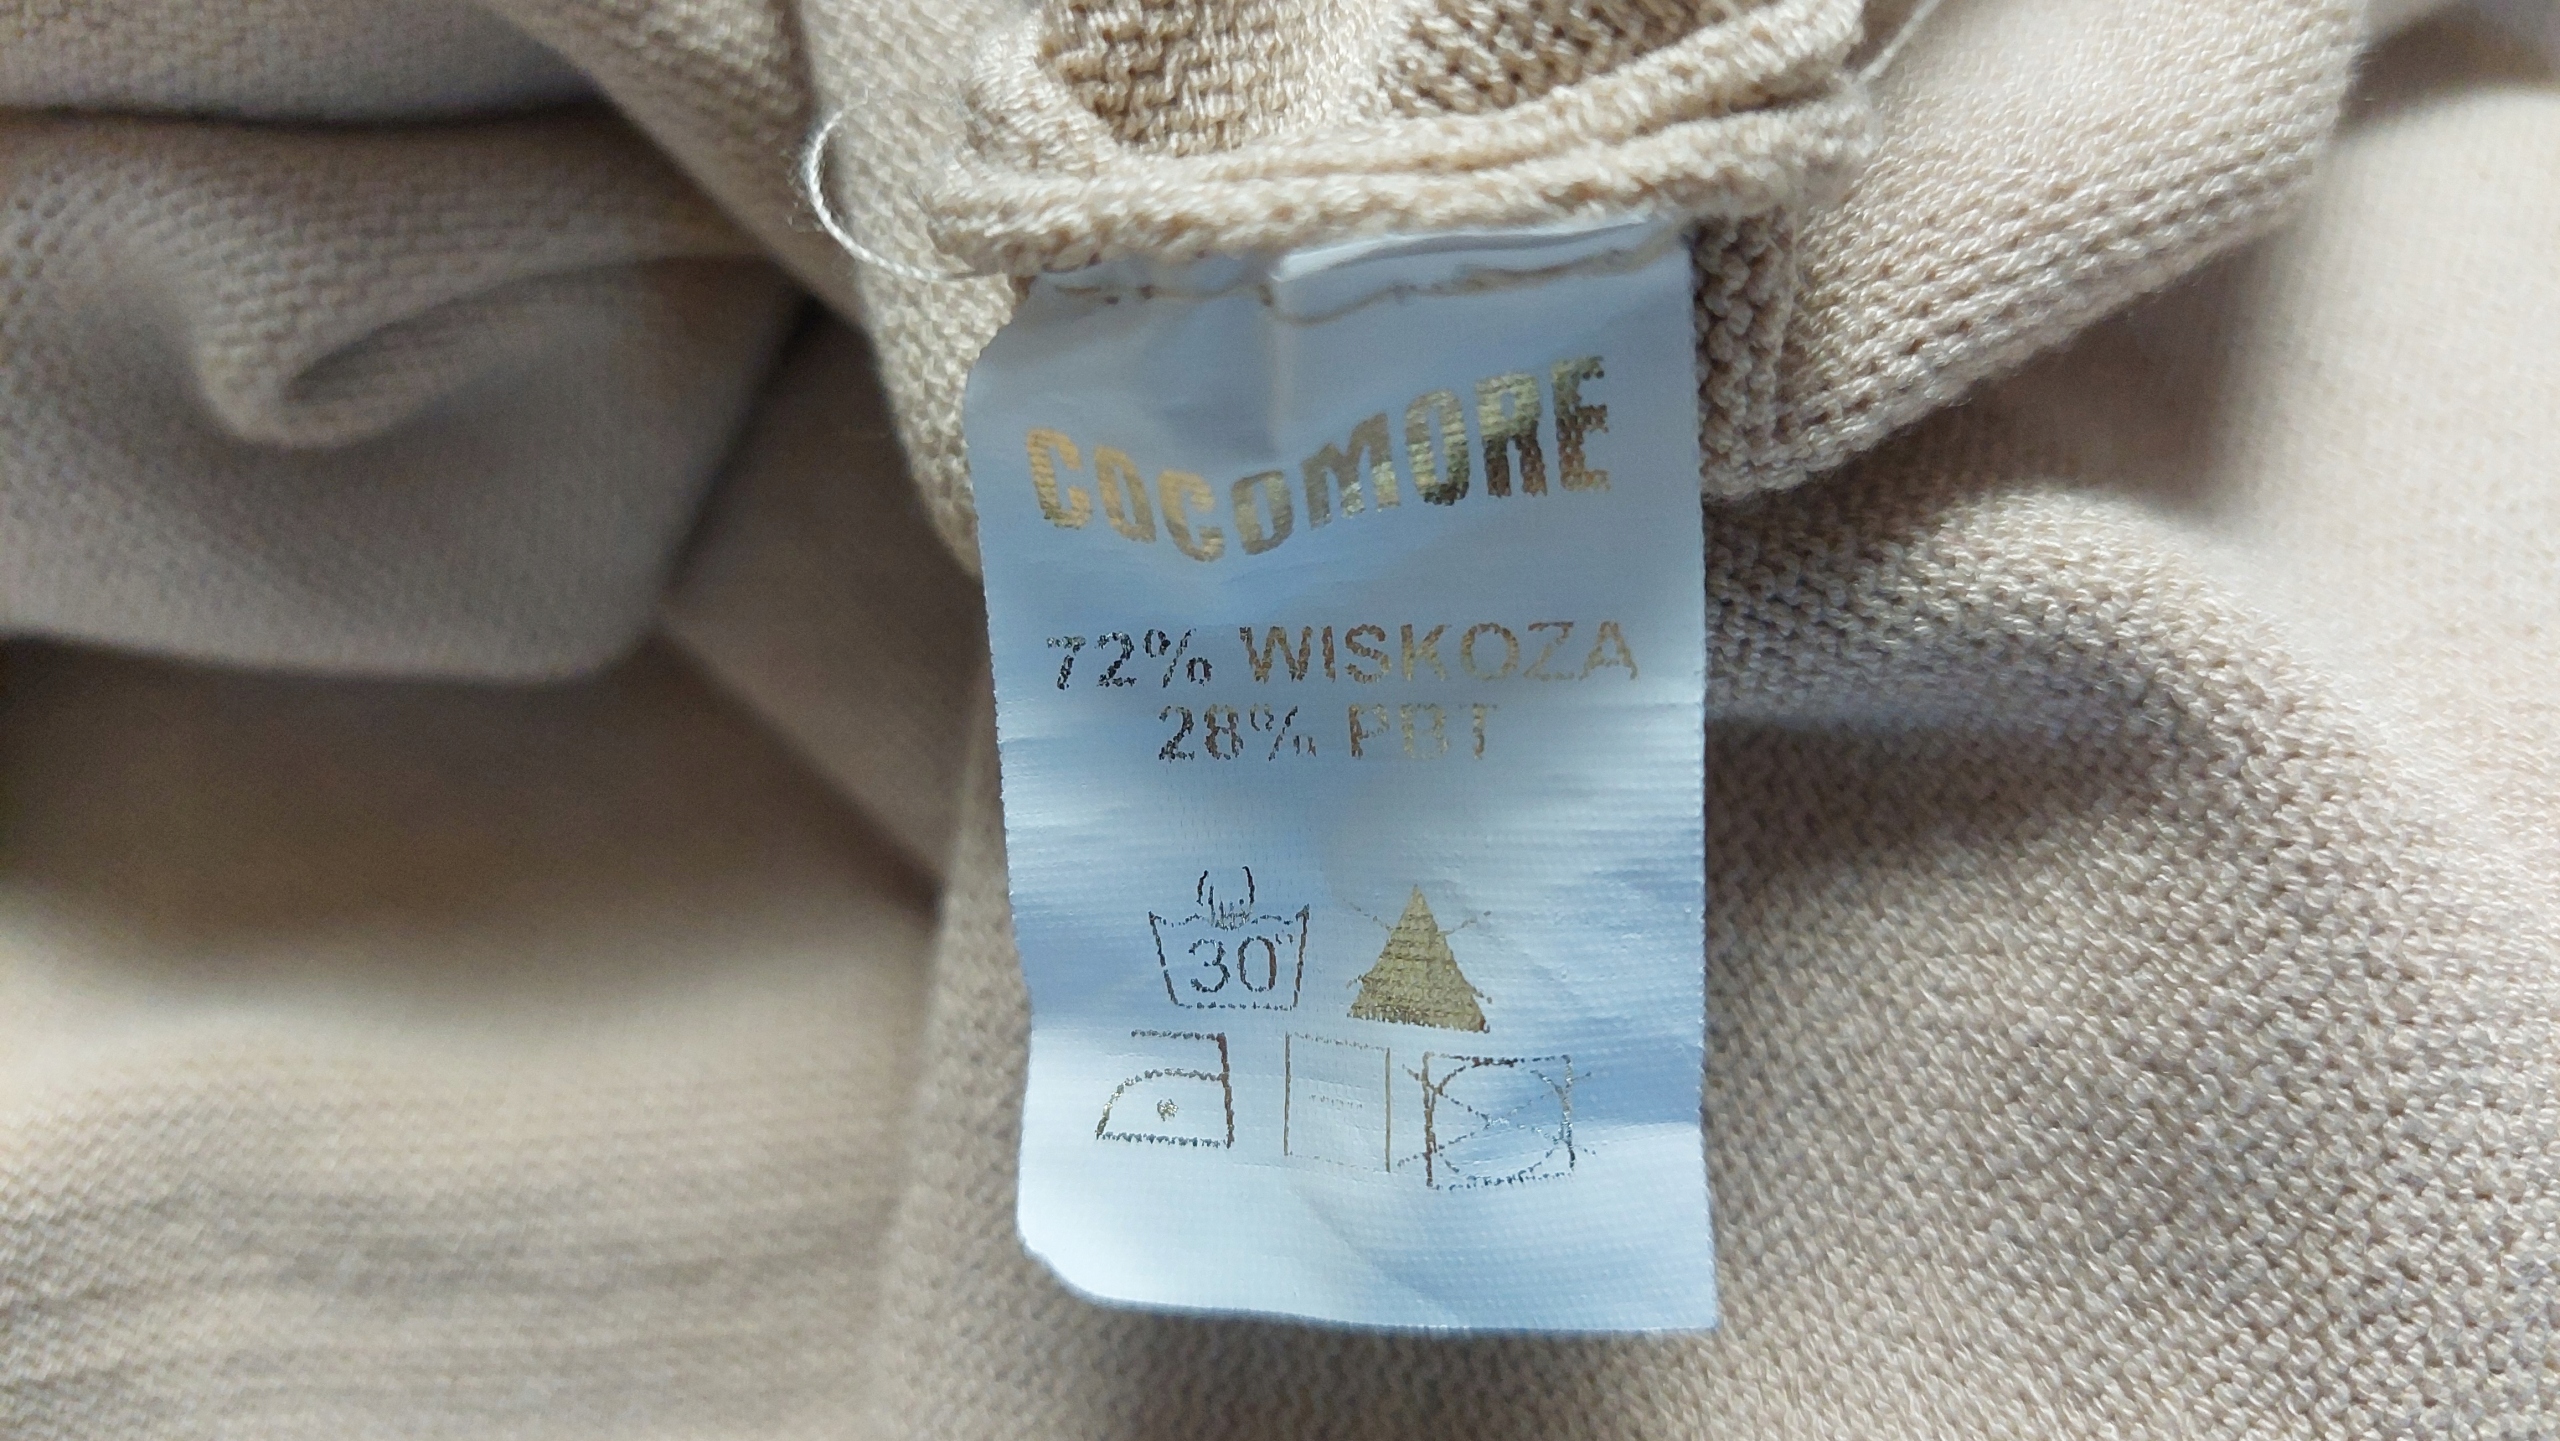 COCOMORE
72% WISKOZA
28% PBT
30°